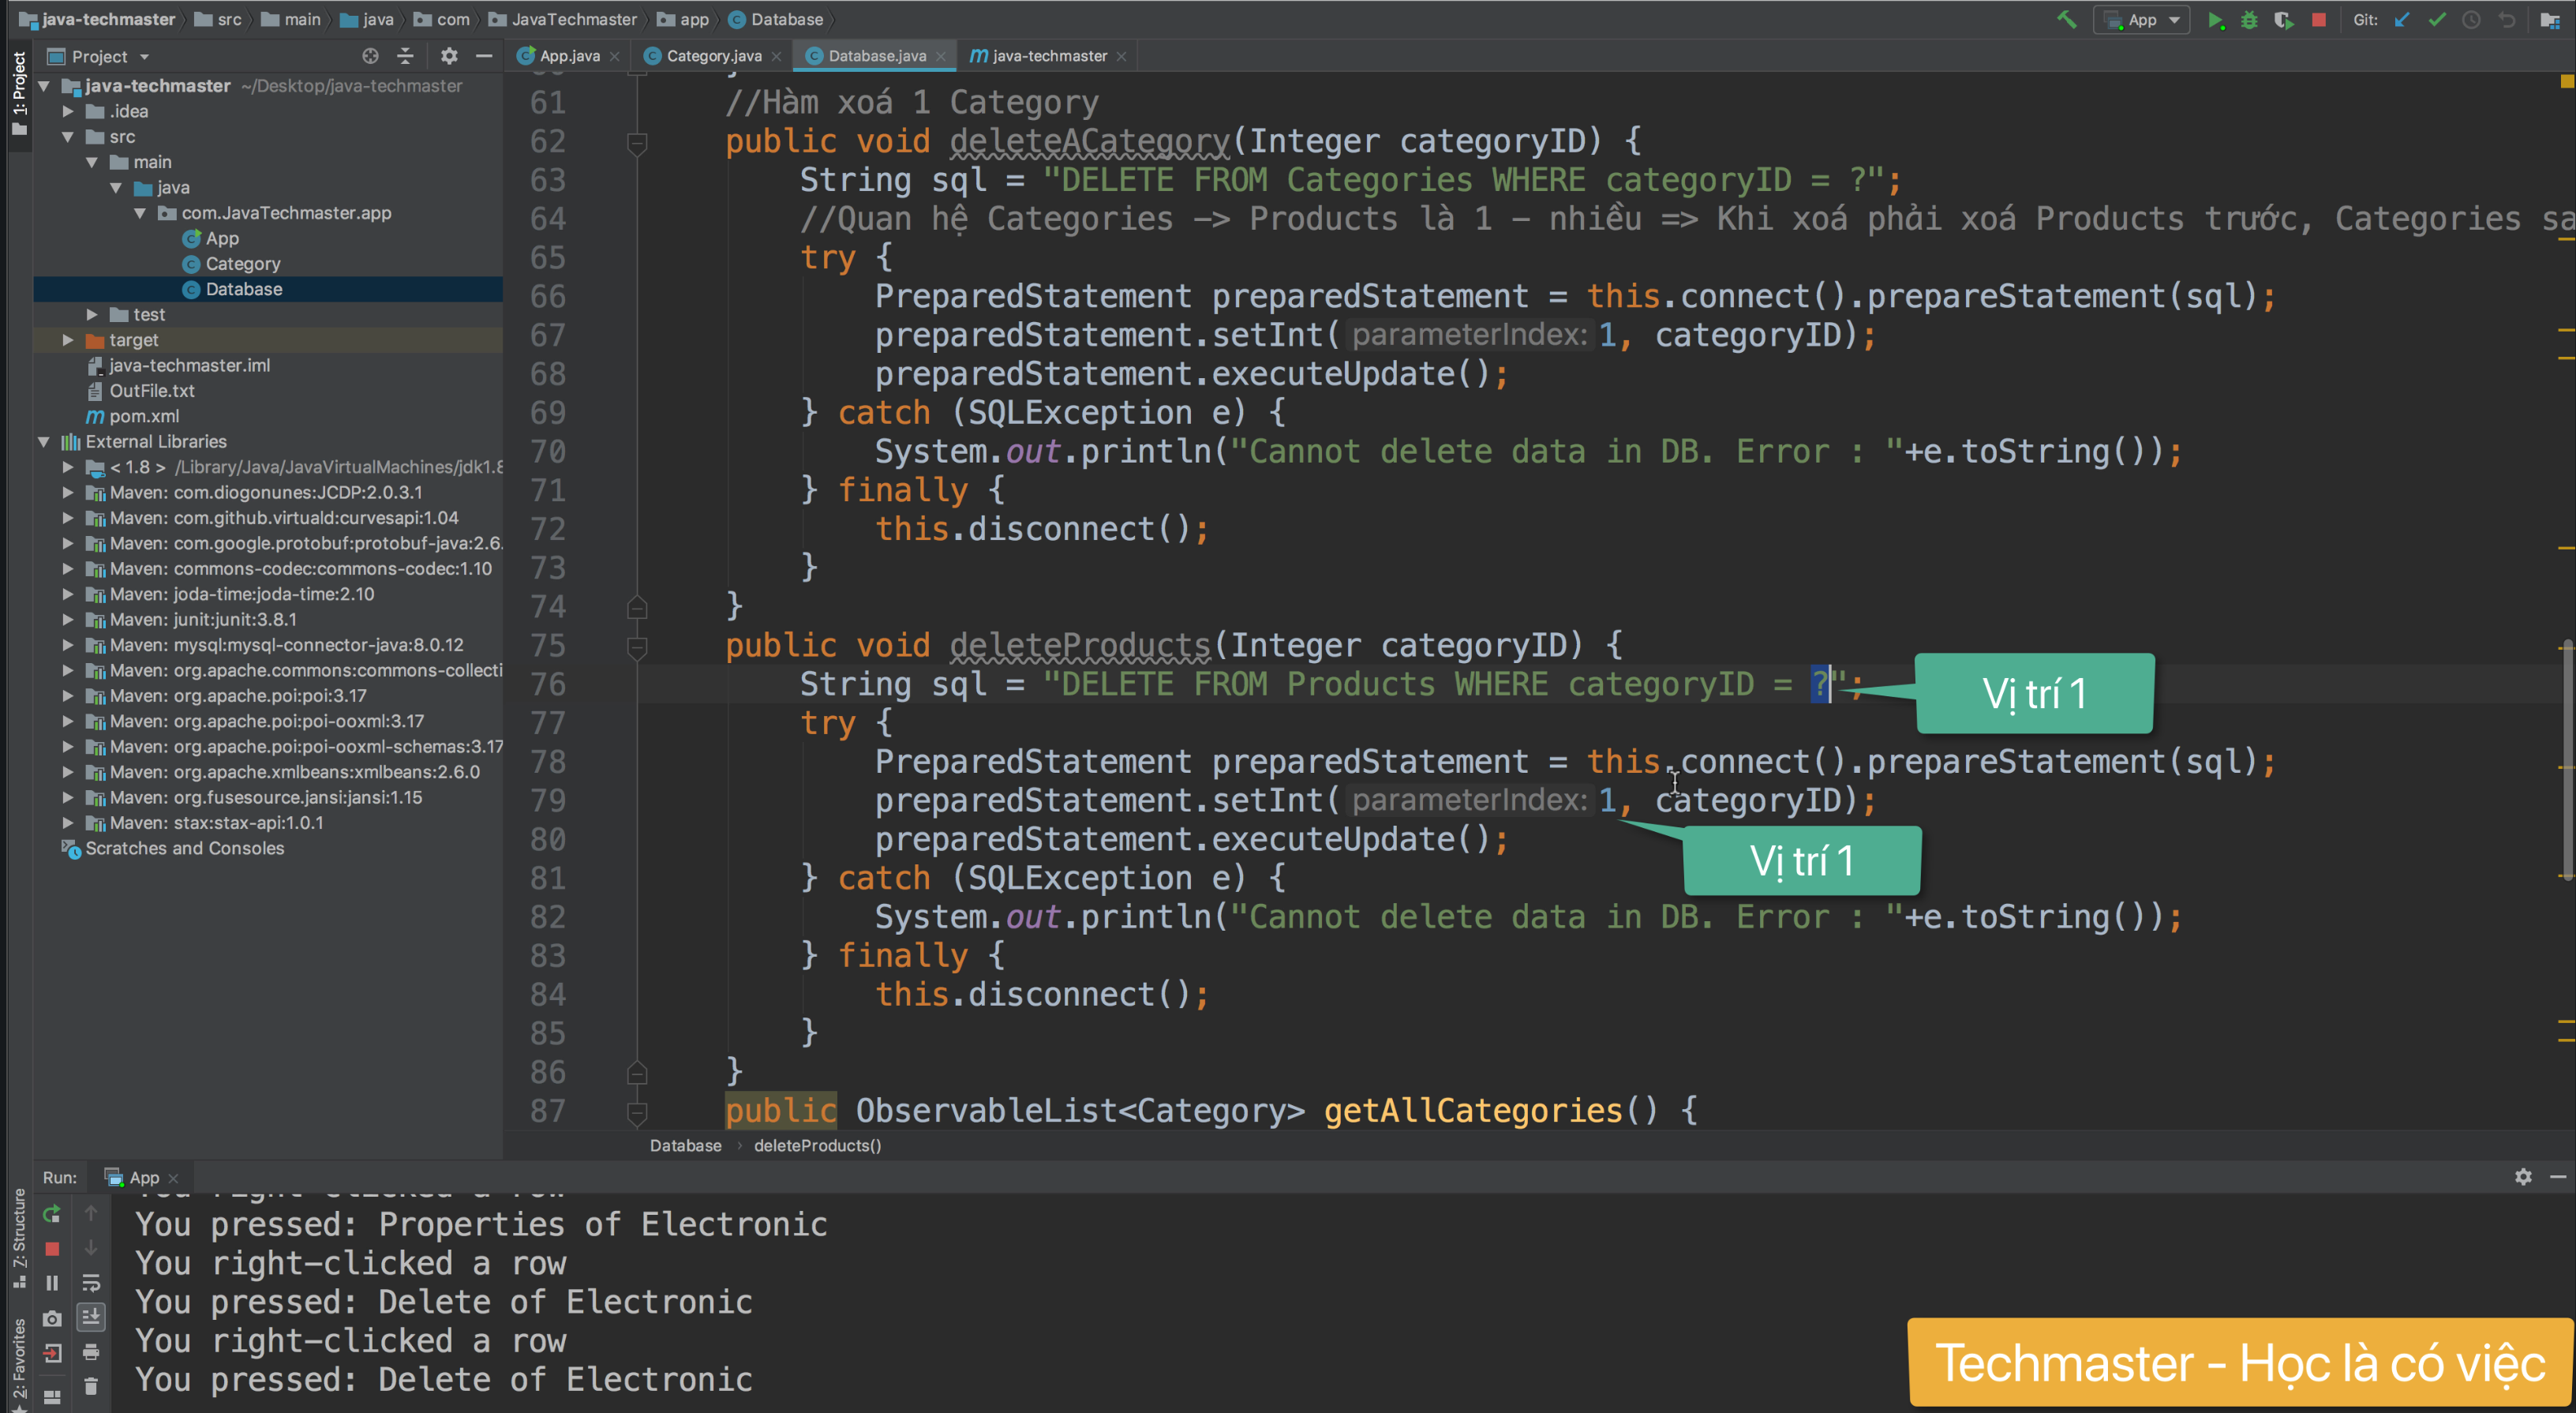 java-techmaster src main java com JavaTechmaster app Database
App Git:
1: Project
Project
App.java Category.java Database.java java-techmaster
java-techmaster ~/Desktop/java-techmaster
.idea
src
main
java
com.JavaTechmaster.app
App
Category
Database
test
target
java-techmaster.iml
OutFile.txt
pom.xml
External Libraries
< 1.8 > /Library/Java/JavaVirtualMachines/jdk1.8
Maven: com.diogonunes:JCDP:2.0.3.1
Maven: com.github.virtuald:curvesapi:1.04
Maven: com.google.protobuf:protobuf-java:2.6.
Maven: commons-codec:commons-codec:1.10
Maven: joda-time:joda-time:2.10
Maven: junit:junit:3.8.1
Maven: mysql:mysql-connector-java:8.0.12
Maven: org.apache.commons:commons-collecti
Maven: org.apache.poi:poi:3.17
Maven: org.apache.poi:poi-ooxml:3.17
Maven: org.apache.poi:poi-ooxml-schemas:3.17
Maven: org.apache.xmlbeans:xmlbeans:2.6.0
Maven: org.fusesource.jansi:jansi:1.15
Maven: stax:stax-api:1.0.1
Scratches and Consoles
61 //Hàm xoá 1 Category
62 public void deleteACategory(Integer categoryID) {
63 String sql = "DELETE FROM Categories WHERE categoryID = ?";
64 //Quan hệ Categories -> Products là 1 - nhiều => Khi xoá phải xoá Products trước, Categories sa
65 try {
66 PreparedStatement preparedStatement = this.connect().prepareStatement(sql);
67 preparedStatement.setInt( parameterIndex: 1, categoryID);
68 preparedStatement.executeUpdate();
69 } catch (SQLException e) {
70 System.out.println("Cannot delete data in DB. Error : "+e.toString());
71 } finally {
72 this.disconnect();
73 }
74 }
75 public void deleteProducts(Integer categoryID) {
76 String sql = "DELETE FROM Products WHERE categoryID = ?";
Vị trí 1
77 try {
78 PreparedStatement preparedStatement = this.connect().prepareStatement(sql);
79 preparedStatement.setInt( parameterIndex: 1, categoryID);
80 preparedStatement.executeUpdate();
Vị trí 1
81 } catch (SQLException e) {
82 System.out.println("Cannot delete data in DB. Error : "+e.toString());
83 } finally {
84 this.disconnect();
85 }
86 }
87 public ObservableList<Category> getAllCategories() {
Database › deleteProducts()
Run: App
You right-clicked a row
You pressed: Properties of Electronic
You right-clicked a row
You pressed: Delete of Electronic
You right-clicked a row
You pressed: Delete of Electronic
7: Structure
2: Favorites
Techmaster - Học là có việc